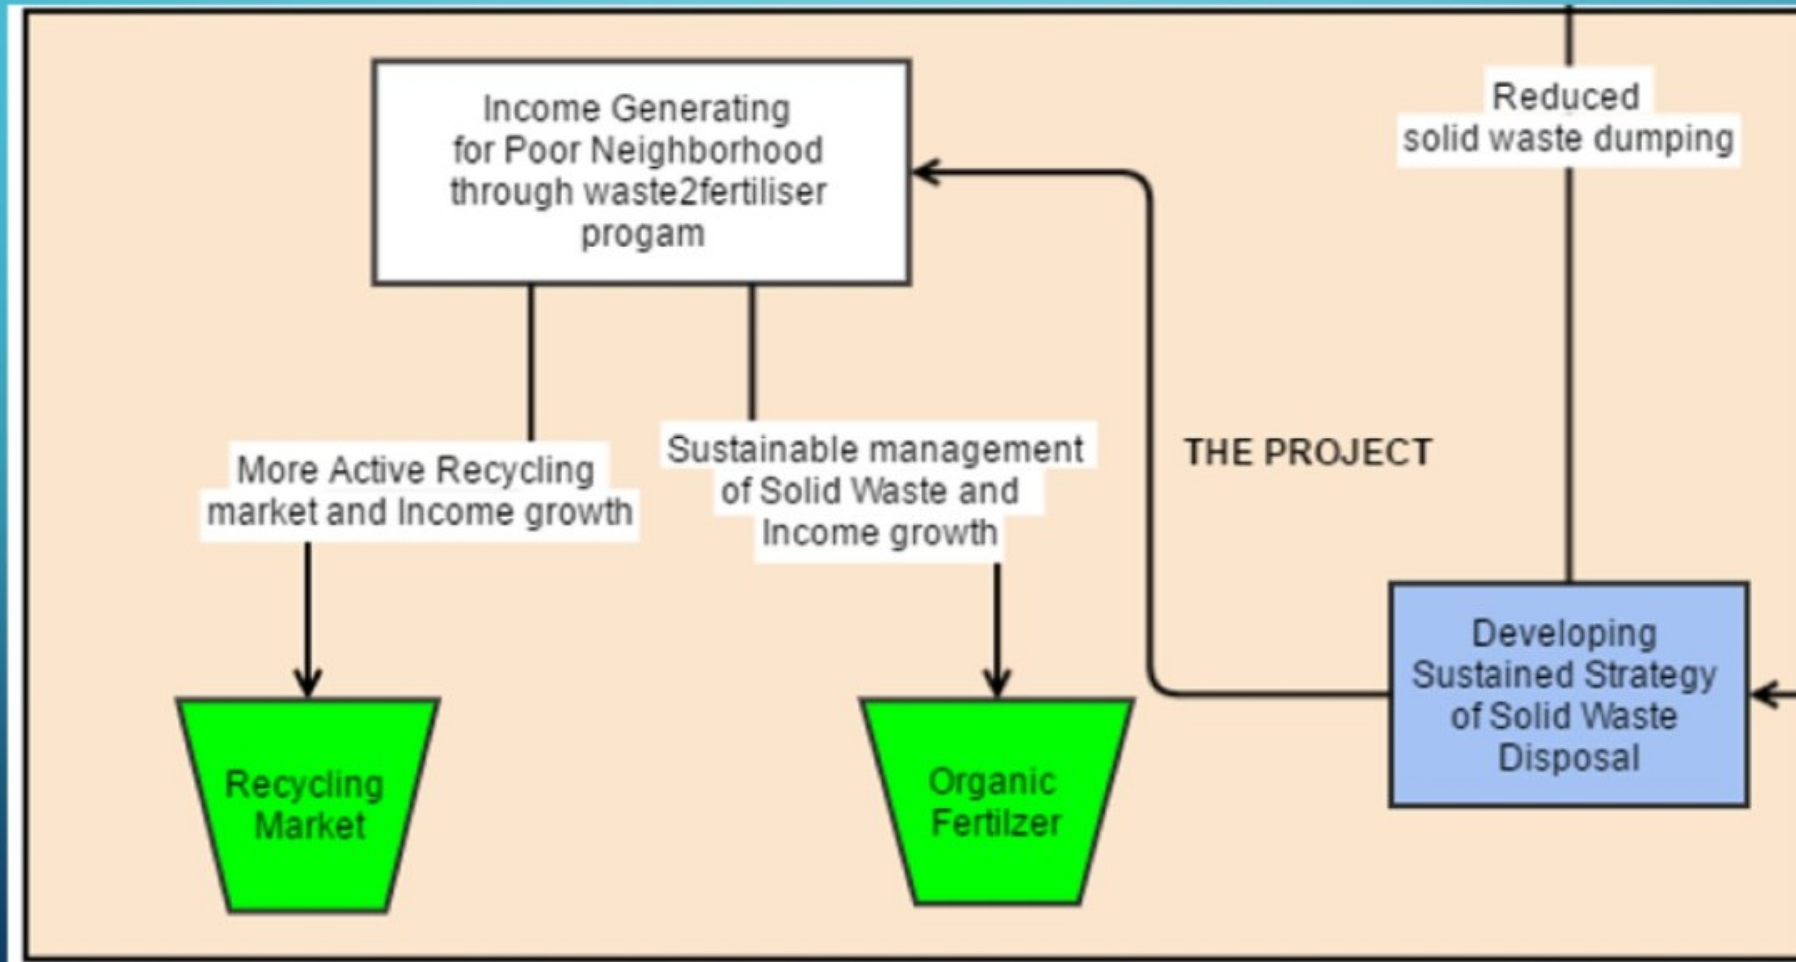 Income Generating
for Poor Neighborhood
through waste2fertiliser
progam
Reduced
solid waste dumping
More Active Recycling
market and Income growth
Sustainable management
of Solid Waste and
Income growth
THE PROJECT
Developing
Sustained Strategy
of Solid Waste
Disposal
Recycling
Market
Organic
Fertilzer